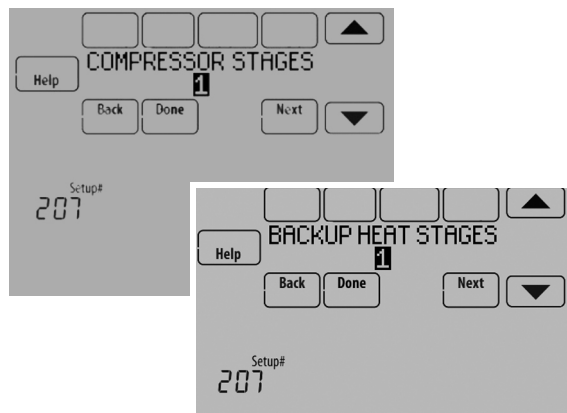 COMPRESSOR STAGES
Help
1
Back Done Next
Setup#
207
BACKUP HEAT STAGES
Help
1
Back Done Next
Setup#
207